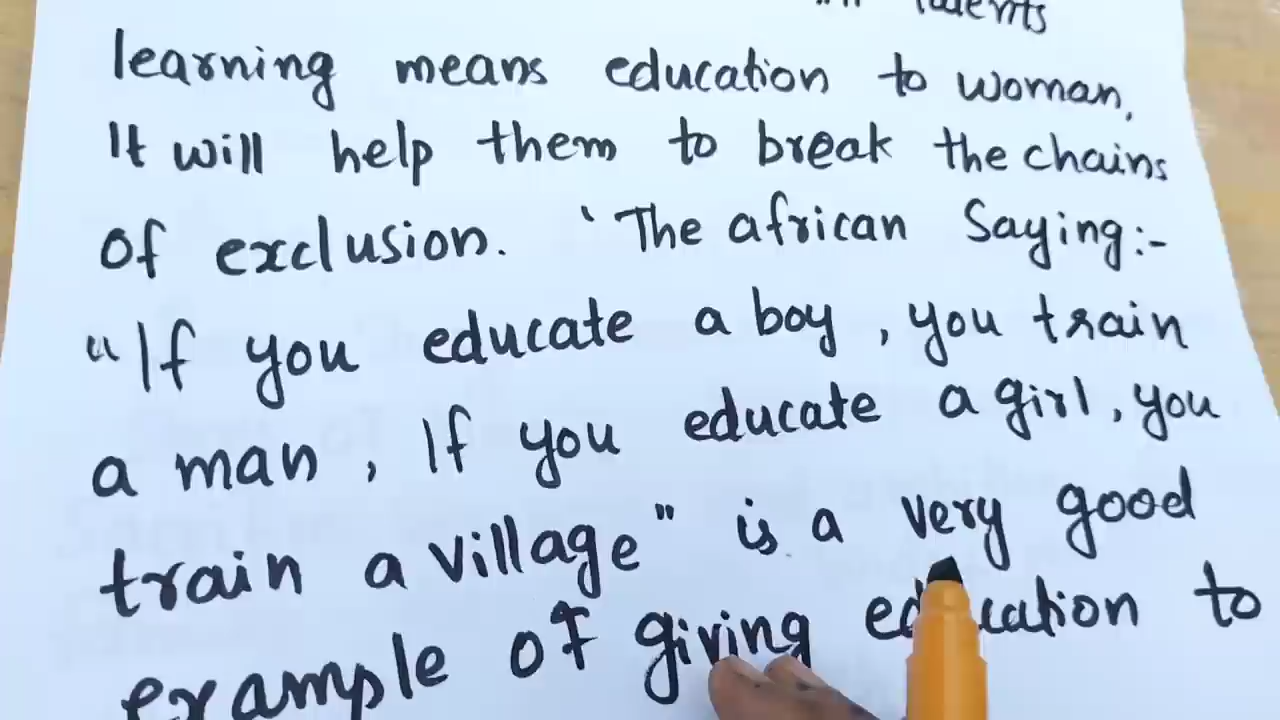 learning means education to woman,
It will help them to break the chains
of exclusion. ' The african Saying:-
"If you educate a boy, you train
a man, If you educate a girl, you
train a village" is a very good
example of giving education to